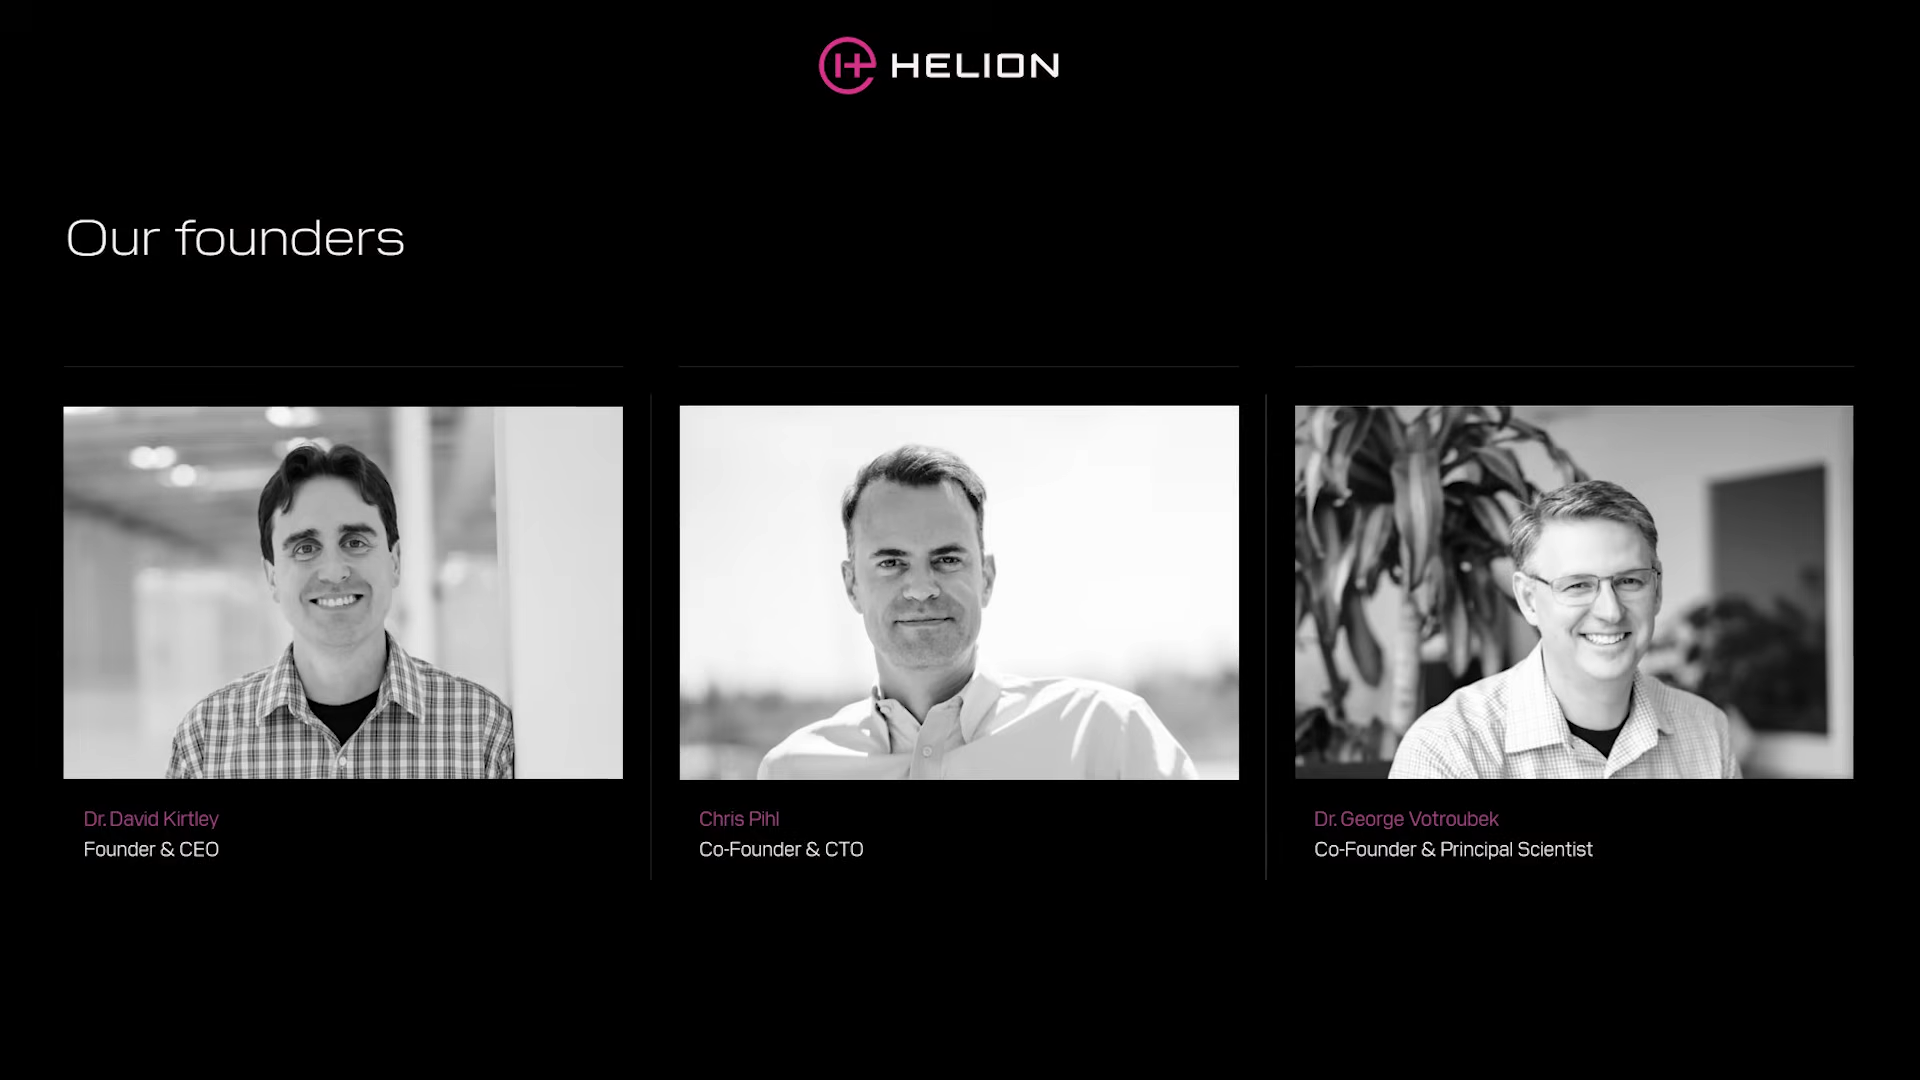 HELION
Our founders
Dr. David Kirtley
Founder & CEO
Chris Pihl
Co-Founder & CTO
Dr. George Votroubek
Co-Founder & Principal Scientist